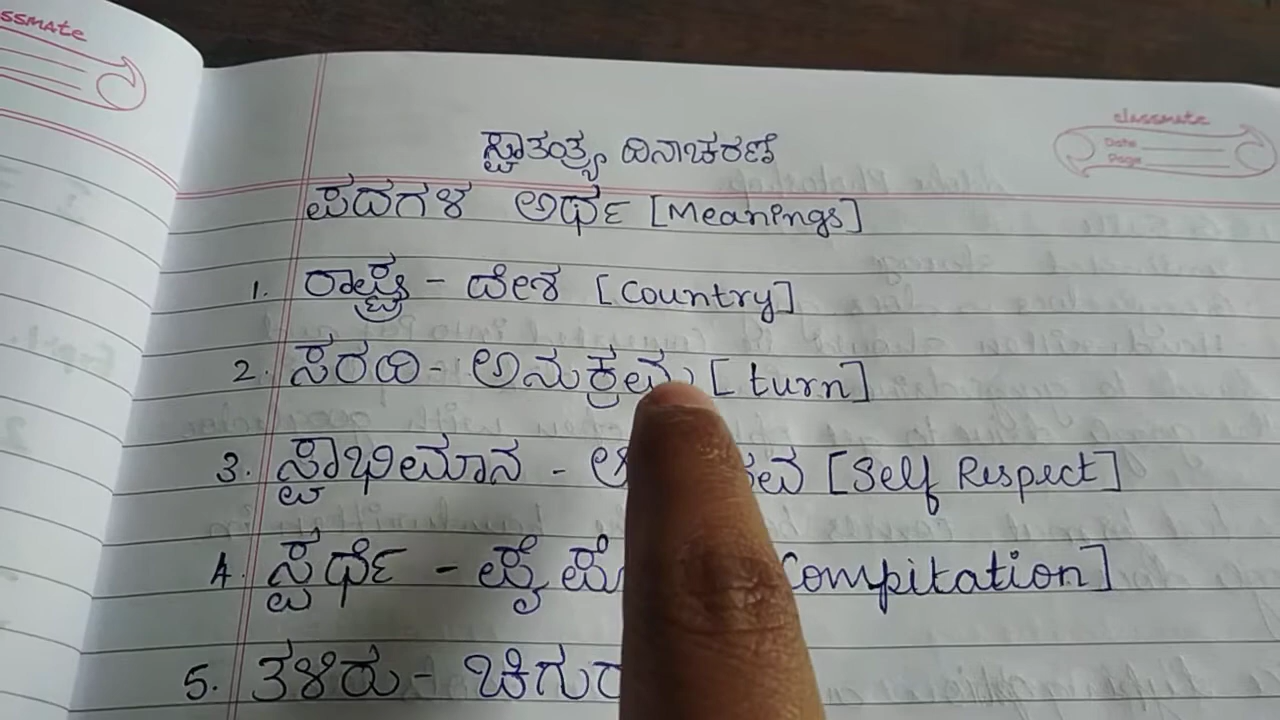 ssmate
classmate
Date
Page
ಸ್ವಾತಂತ್ರ್ಯ ದಿನಾಚರಣೆ
ಪದಗಳ ಅರ್ಥ [Meanings]
1. ರಾಷ್ಟ್ರ - ದೇಶ [Country]
2. ಸರದಿ - ಅನುಕ್ರಮ [turn]
3. ಸ್ವಾಭಿಮಾನ - [Self Respect]
4. ಸ್ಪರ್ಧೆ - Compitation]
5. ತಳಿರು -